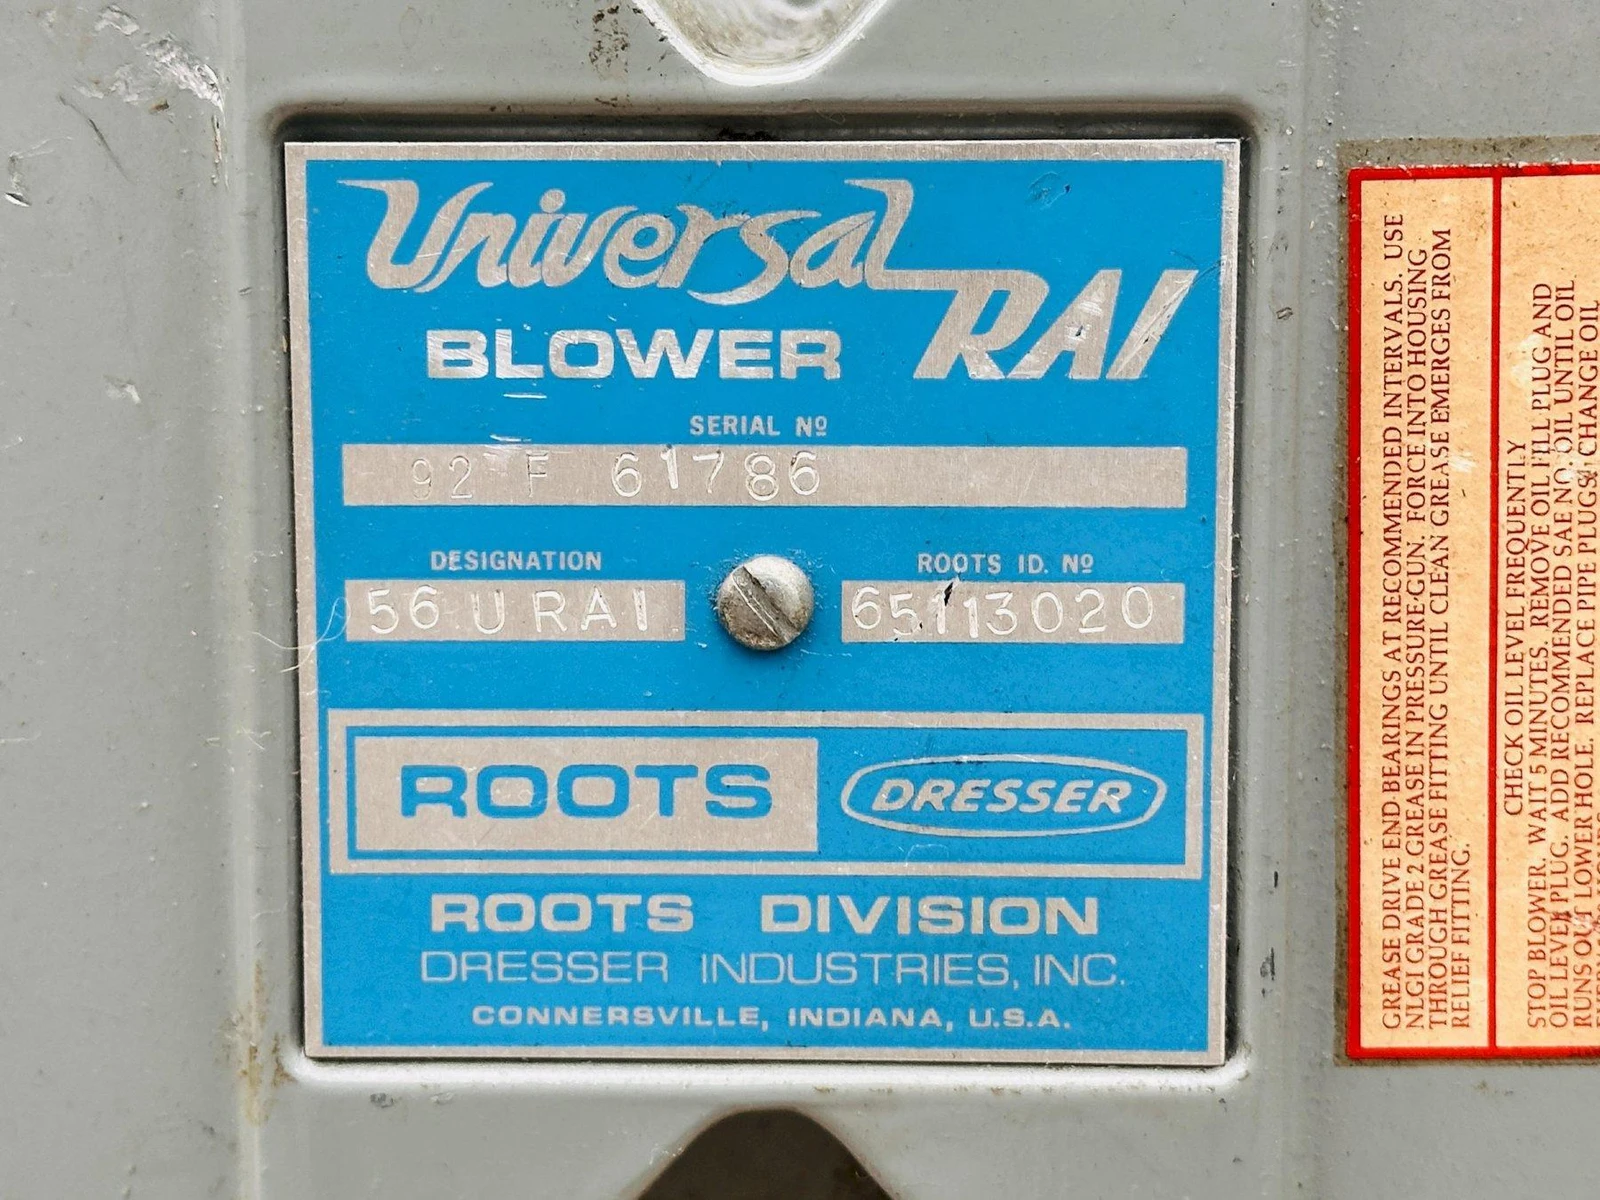 Universal RAI
BLOWER
SERIAL Nº
92 F 61786
DESIGNATION
56 URAI
ROOTS ID. Nº
65113020
ROOTS
DRESSER
ROOTS DIVISION
DRESSER INDUSTRIES, INC.
CONNERSVILLE, INDIANA, U.S.A.
GREASE DRIVE END BEARINGS AT RECOMMENDED INTERVALS. USE
NLGI GRADE 2 GREASE IN PRESSURE GUN. FORCE INTO HOUSING
THROUGH GREASE FITTING UNTIL CLEAN GREASE EMERGES FROM
RELIEF FITTING.
CHECK OIL LEVEL FREQUENTLY
STOP BLOWER. WAIT 5 MINUTES. REMOVE OIL FILL PLUG AND
OIL LEVEL PLUG. ADD RECOMMENDED SAE NO. OIL UNTIL OIL
RUNS OUT LOWER HOLE. REPLACE PIPE PLUGS. CHANGE OIL